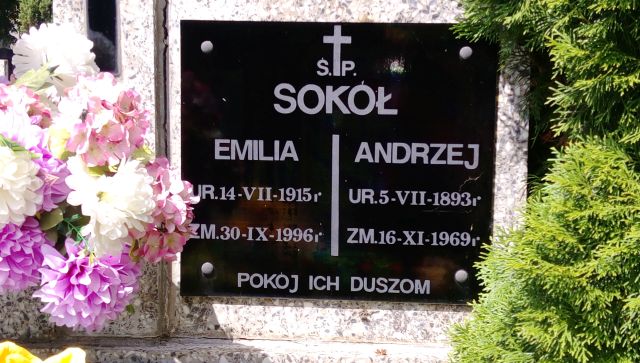 Ś.P.
SOKÓŁ
EMILIA ANDRZEJ
UR.14-VII-1915r UR.5-VII-1893r
ZM.30-IX-1996r ZM.16-XI-1969r
POKÓJ ICH DUSZOM